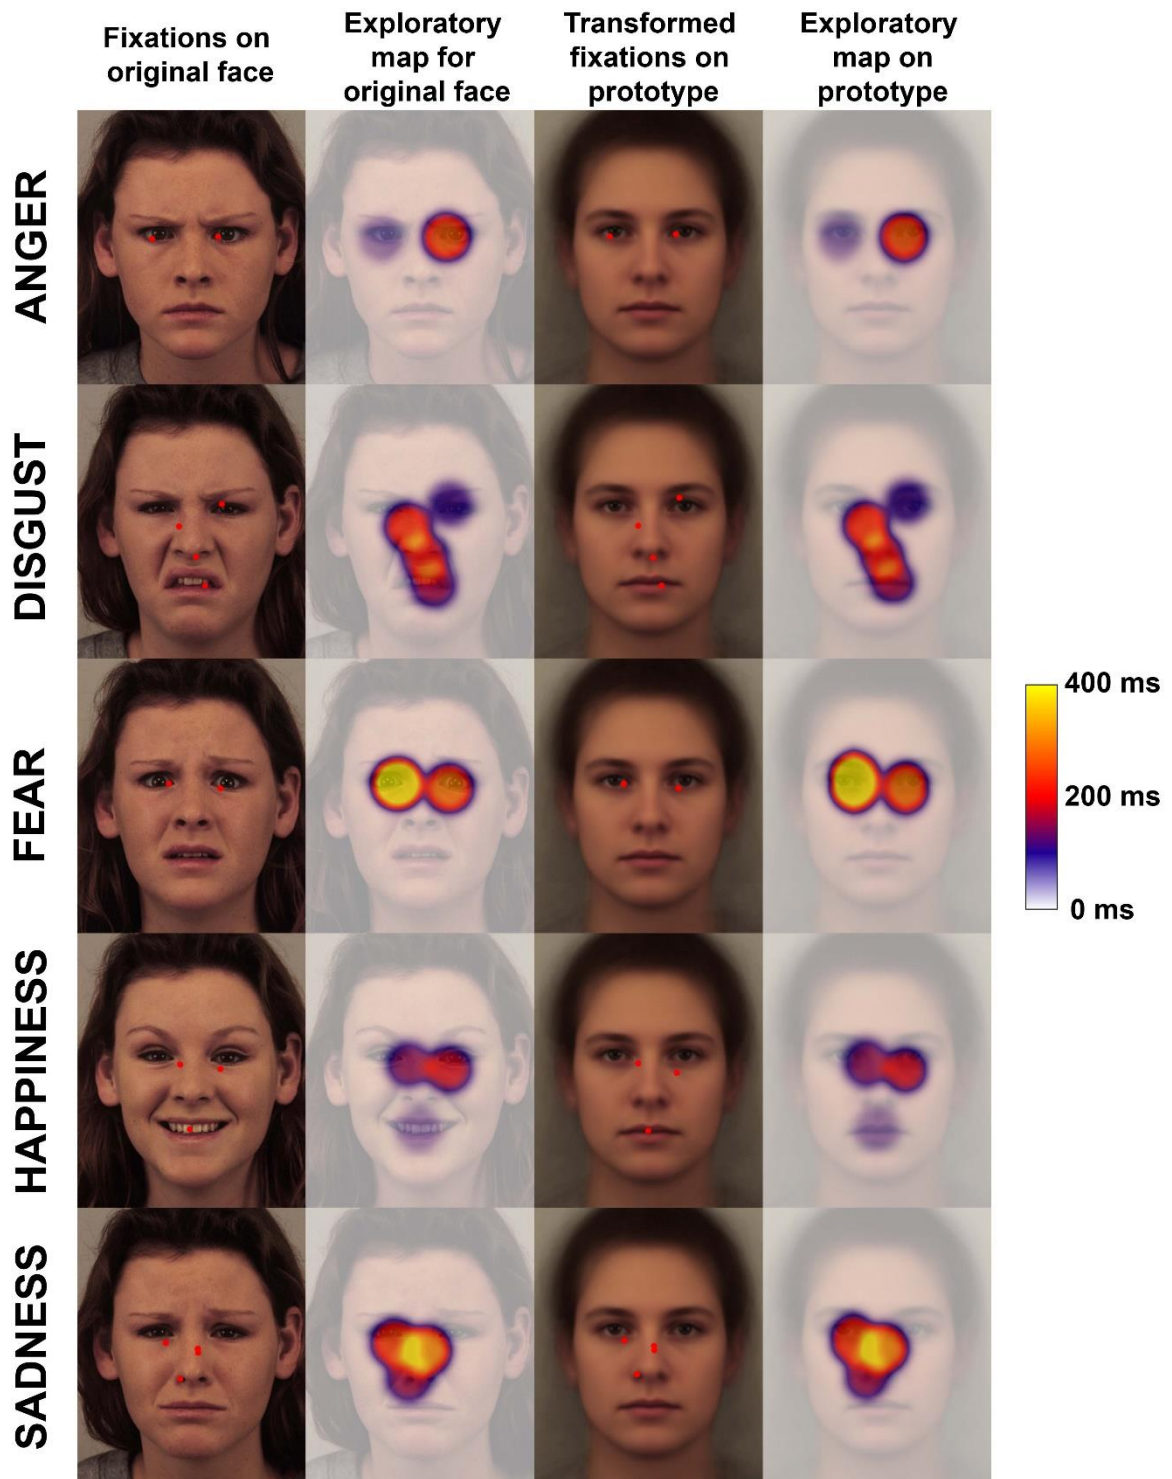 Fixations on
original face
Exploratory
map for
original face
Transformed
fixations on
prototype
Exploratory
map on
prototype
ANGER
DISGUST
FEAR
400 ms
200 ms
0 ms
HAPPINESS
SADNESS